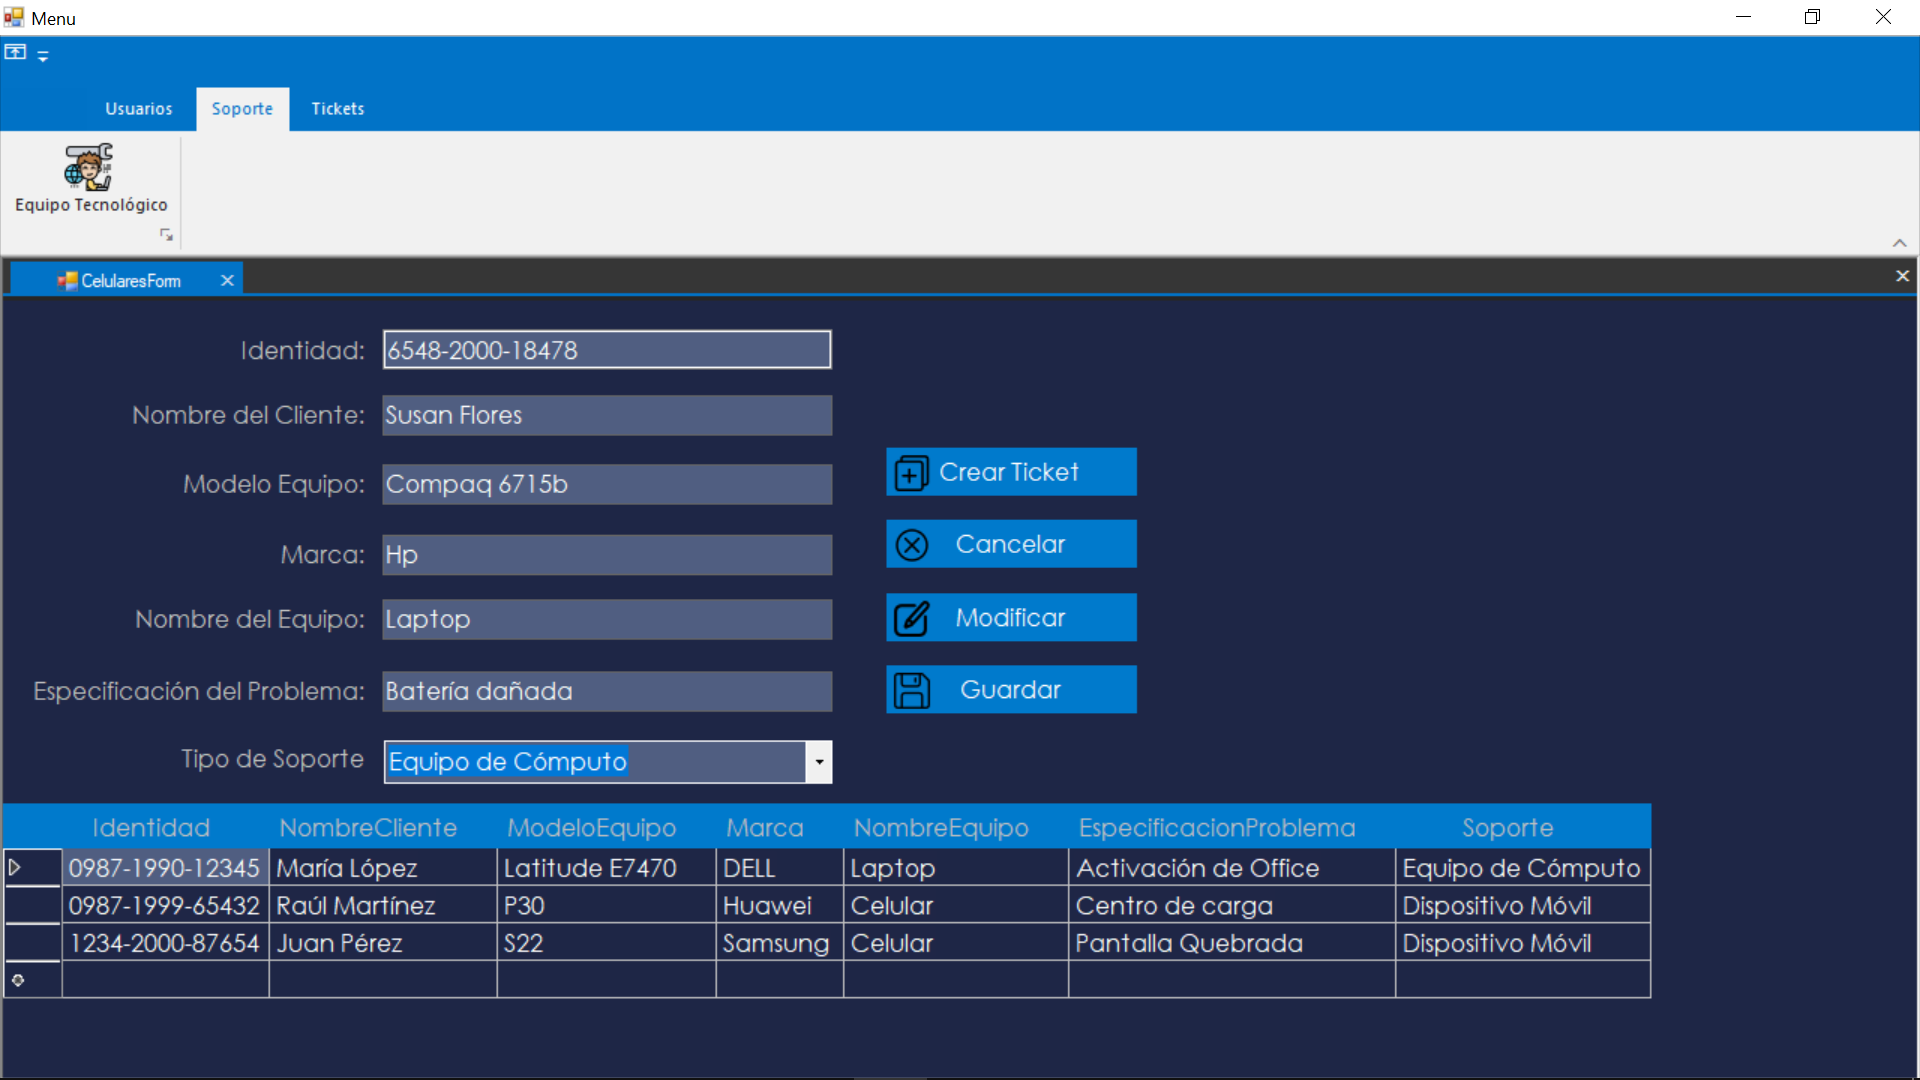 Menu
Usuarios Soporte Tickets
Equipo Tecnológico
CelularesForm
Identidad: 6548-2000-18478
Nombre del Cliente: Susan Flores
Modelo Equipo: Compaq 6715b
Crear Ticket
Cancelar
Marca: Hp
Nombre del Equipo: Laptop
Modificar
Especificación del Problema: Batería dañada
Guardar
Tipo de Soporte Equipo de Cómputo
Identidad NombreCliente ModeloEquipo Marca NombreEquipo EspecificacionProblema Soporte
0987-1990-12345 María López Latitude E7470 DELL Laptop Activación de Office Equipo de Cómputo
0987-1999-65432 Raúl Martínez P30 Huawei Celular Centro de carga Dispositivo Móvil
1234-2000-87654 Juan Pérez S22 Samsung Celular Pantalla Quebrada Dispositivo Móvil